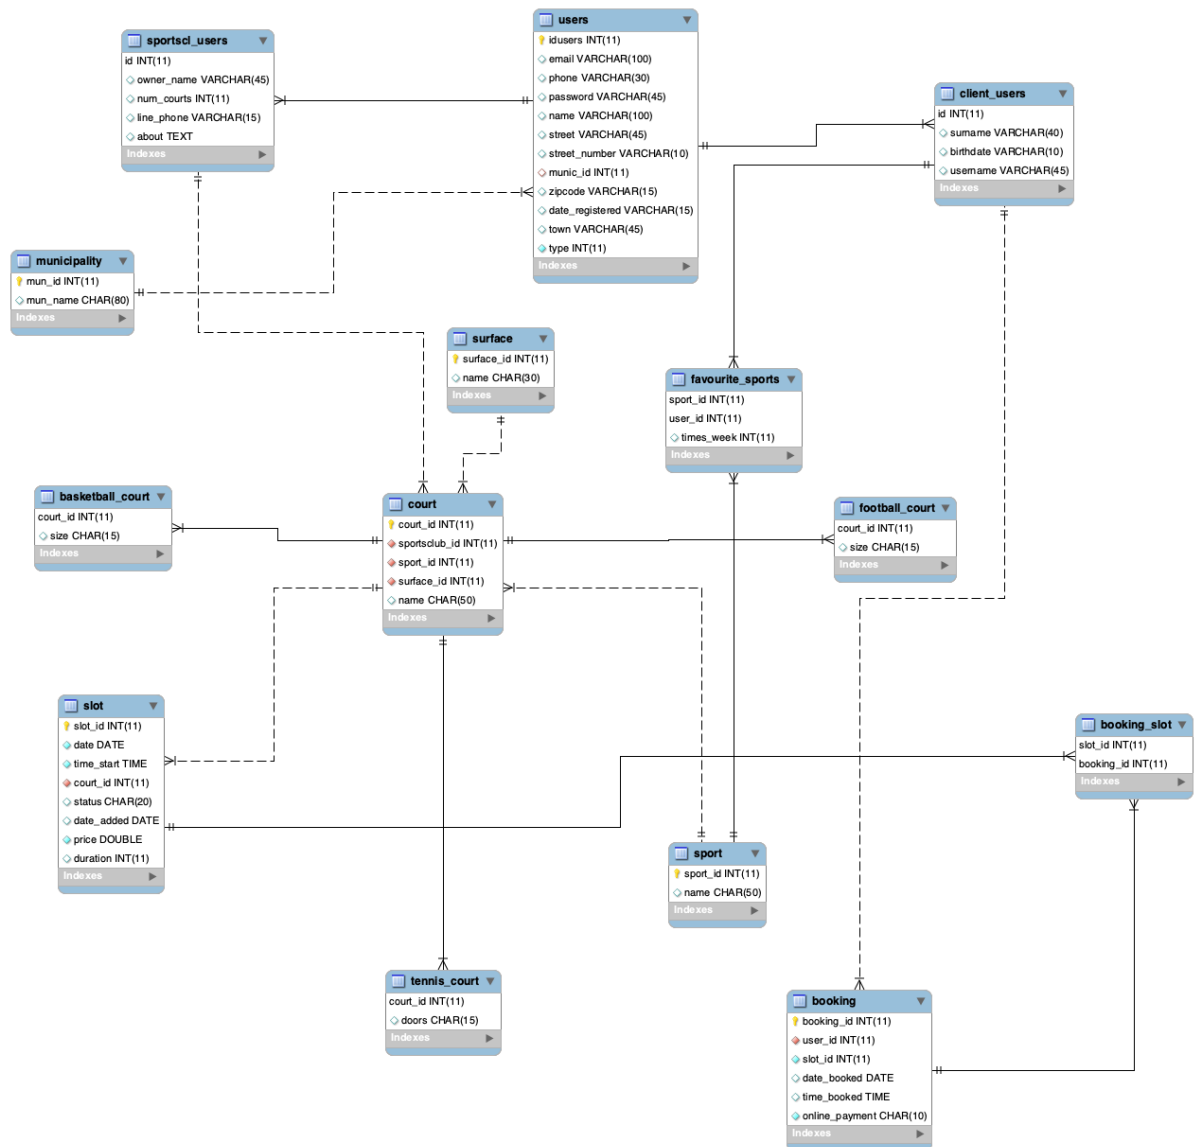 users
idusers INT(11)
email VARCHAR(100)
phone VARCHAR(30)
password VARCHAR(45)
name VARCHAR(100)
street VARCHAR(45)
street_number VARCHAR(10)
munic_id INT(11)
zipcode VARCHAR(15)
date_registered VARCHAR(15)
town VARCHAR(45)
type INT(11)
Indexes
sportscl_users
id INT(11)
owner_name VARCHAR(45)
num_courts INT(11)
line_phone VARCHAR(15)
about TEXT
Indexes
client_users
id INT(11)
surname VARCHAR(40)
birthdate VARCHAR(10)
username VARCHAR(45)
Indexes
municipality
mun_id INT(11)
mun_name CHAR(80)
Indexes
surface
surface_id INT(11)
name CHAR(30)
Indexes
favourite_sports
sport_id INT(11)
user_id INT(11)
times_week INT(11)
Indexes
basketball_court
court_id INT(11)
size CHAR(15)
Indexes
court
court_id INT(11)
sportsclub_id INT(11)
sport_id INT(11)
surface_id INT(11)
name CHAR(50)
Indexes
football_court
court_id INT(11)
size CHAR(15)
Indexes
slot
slot_id INT(11)
date DATE
time_start TIME
court_id INT(11)
status CHAR(20)
date_added DATE
price DOUBLE
duration INT(11)
Indexes
booking_slot
slot_id INT(11)
booking_id INT(11)
Indexes
sport
sport_id INT(11)
name CHAR(50)
Indexes
tennis_court
court_id INT(11)
doors CHAR(15)
Indexes
booking
booking_id INT(11)
user_id INT(11)
slot_id INT(11)
date_booked DATE
time_booked TIME
online_payment CHAR(10)
Indexes